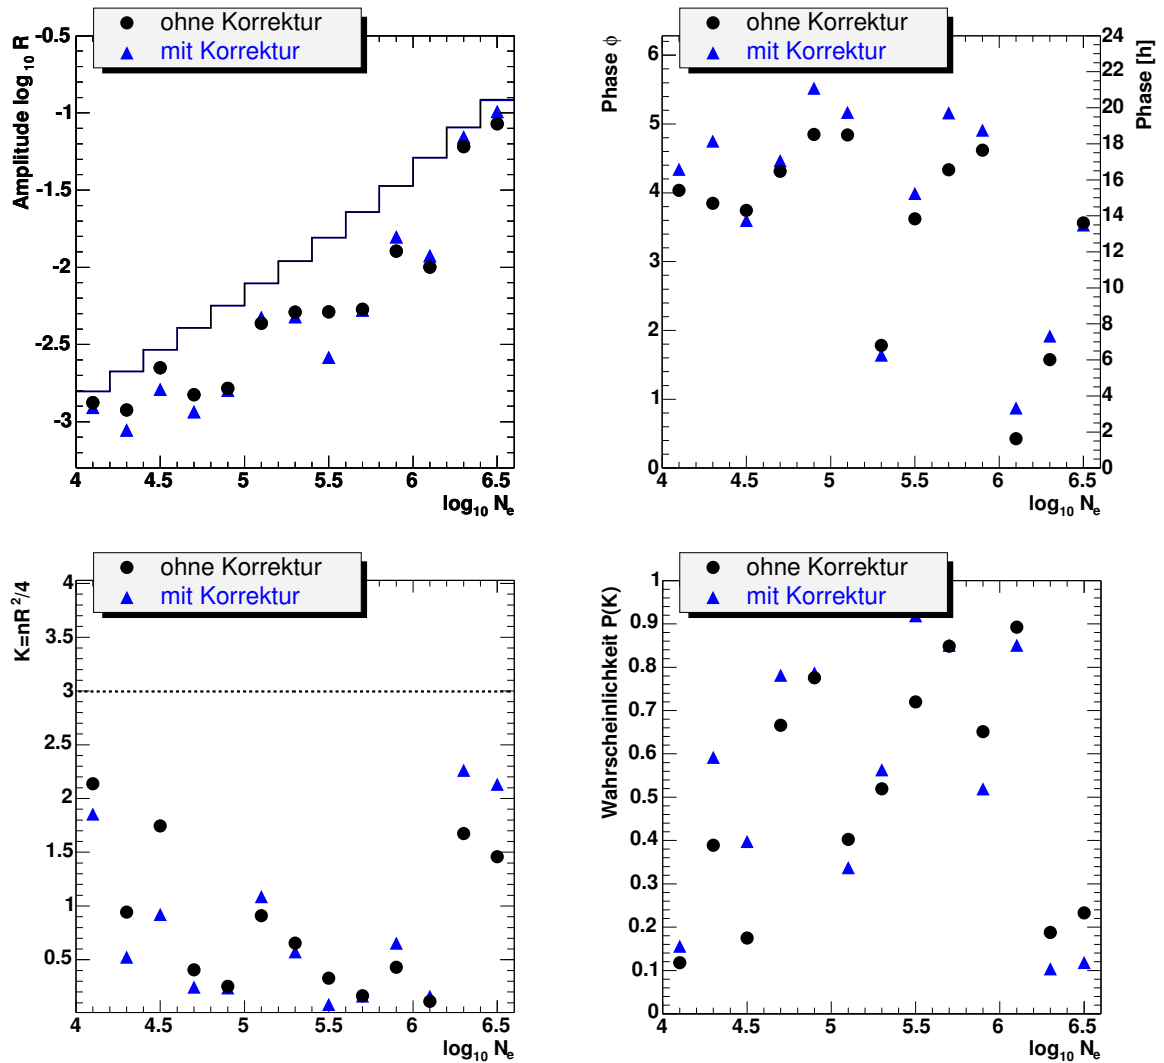 ohne Korrektur
mit Korrektur
Amplitude log10 R
-0.5
-1
-1.5
-2
-2.5
-3
4 4.5 5 5.5 6 6.5
log10 Ne
ohne Korrektur
mit Korrektur
Phase ϕ
6
5
4
3
2
1
0
Phase [h]
24
22
20
18
16
14
12
10
8
6
4
2
0
4 4.5 5 5.5 6 6.5
log10 Ne
ohne Korrektur
mit Korrektur
K=nR²/4
4
3.5
3
2.5
2
1.5
1
0.5
4 4.5 5 5.5 6 6.5
log10 Ne
ohne Korrektur
mit Korrektur
Wahrscheinlichkeit P(K)
1
0.9
0.8
0.7
0.6
0.5
0.4
0.3
0.2
0.1
0
4 4.5 5 5.5 6 6.5
log10 Ne